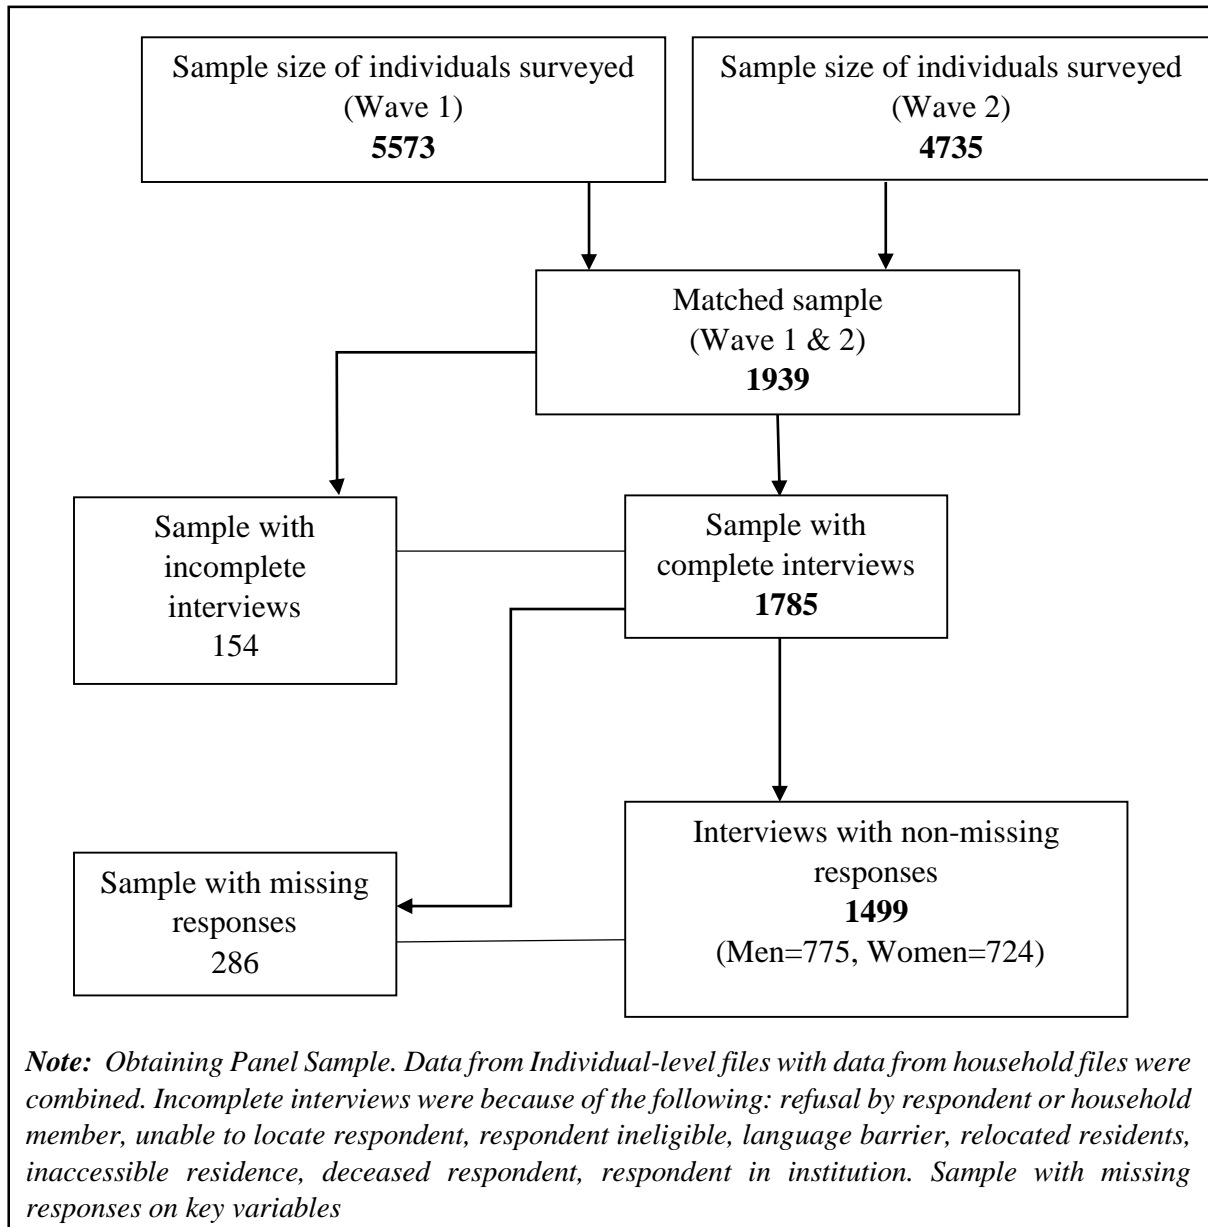 Sample size of individuals surveyed
(Wave 1)
5573
Sample size of individuals surveyed
(Wave 2)
4735
Matched sample
(Wave 1 & 2)
1939
Sample with
incomplete
interviews
154
Sample with
complete interviews
1785
Sample with missing
responses
286
Interviews with non-missing
responses
1499
(Men=775, Women=724)
Note: Obtaining Panel Sample. Data from Individual-level files with data from household files were
combined. Incomplete interviews were because of the following: refusal by respondent or household
member, unable to locate respondent, respondent ineligible, language barrier, relocated residents,
inaccessible residence, deceased respondent, respondent in institution. Sample with missing
responses on key variables